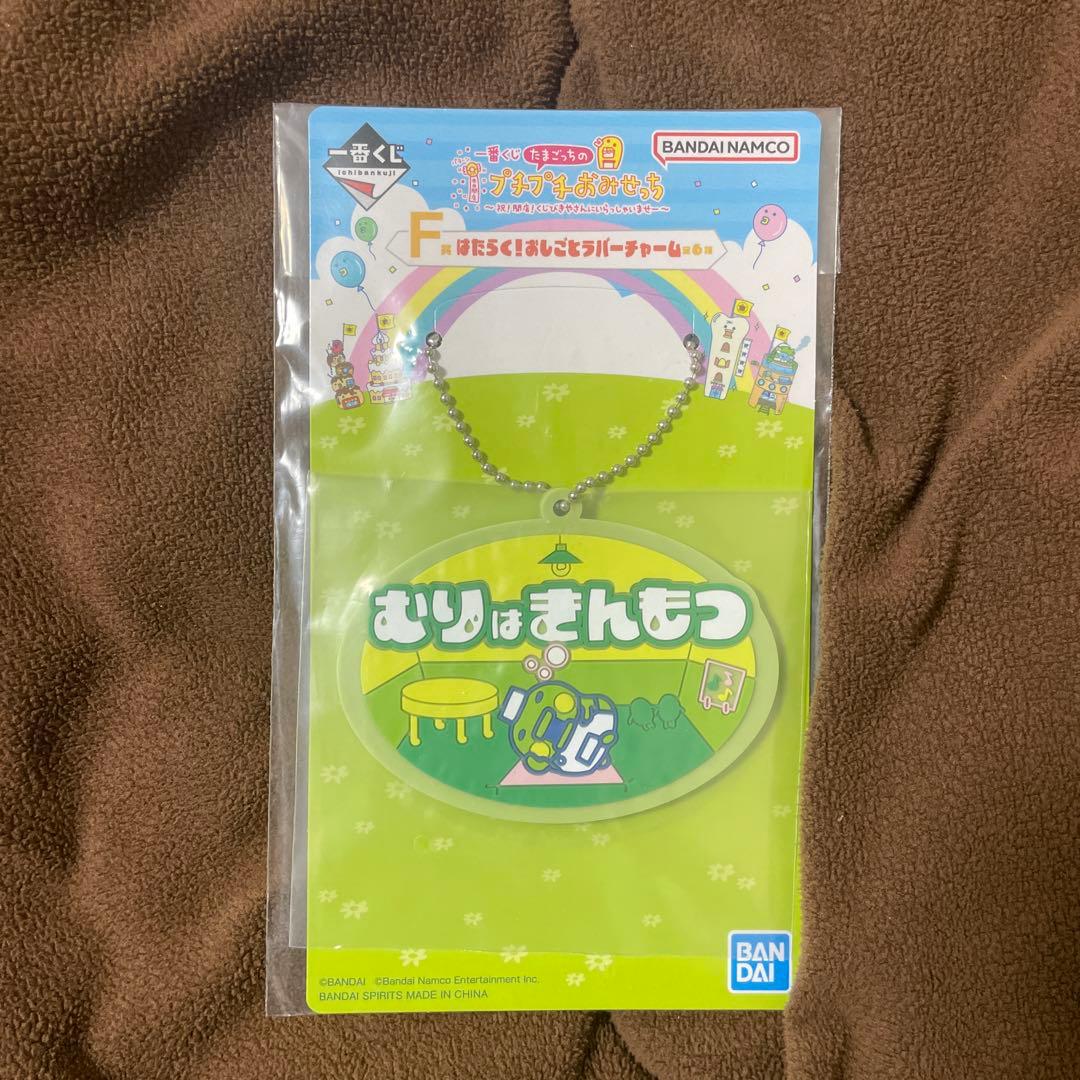 一番くじ
ichibankuji
一番くじ たまごっちの
プチプチおみせっち
～祝！開店！くじびきやさんにいらっしゃいませ～
BANDAI NAMCO
F賞 はたらく！おしごとラバーチャーム 全6種
むりはきんもつ
BAN
DAI
©BANDAI ©Bandai Namco Entertainment Inc.
BANDAI SPIRITS MADE IN CHINA